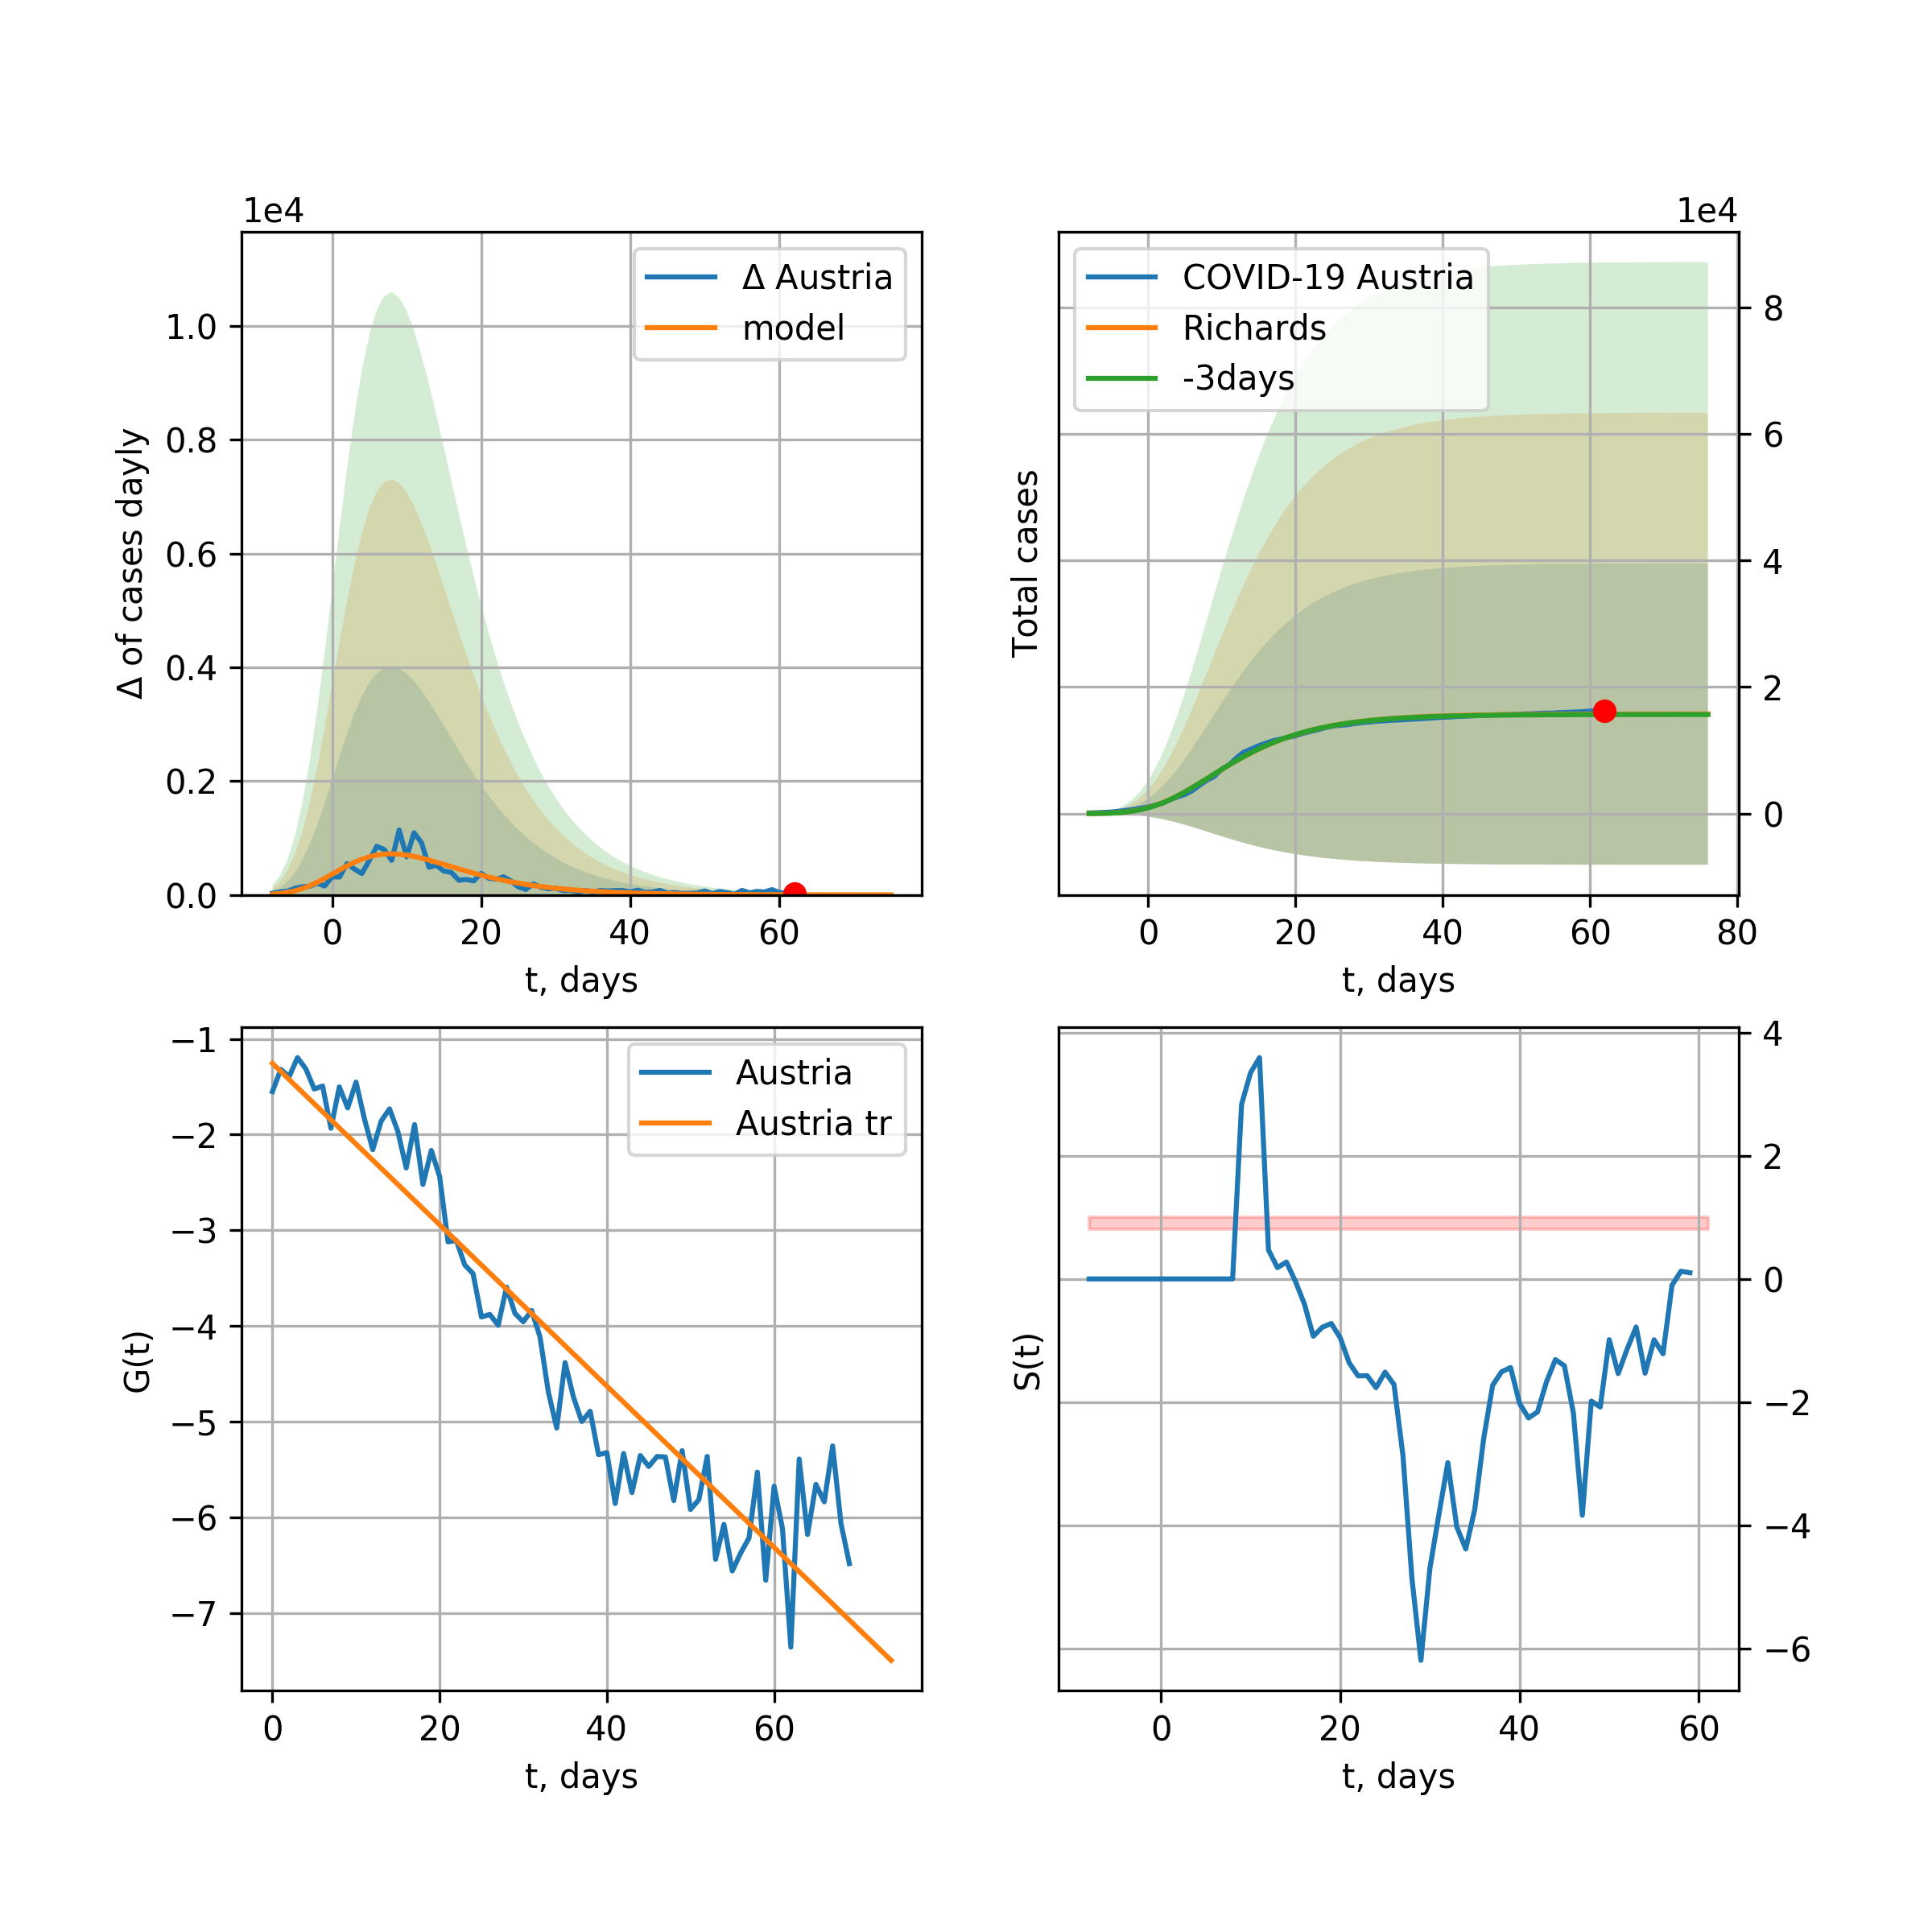 1e4
Δ Austria
model
1.0
0.8
0.6
0.4
0.2
0.0
Δ of cases dayly
0 20 40 60
t, days
1e4
COVID-19 Austria
Richards
-3days
8
6
4
2
0
Total cases
0 20 40 60 80
t, days
Austria
Austria tr
−1
−2
−3
−4
−5
−6
−7
G(t)
0 20 40 60
t, days
4
2
0
−2
−4
−6
S(t)
0 20 40 60
t, days